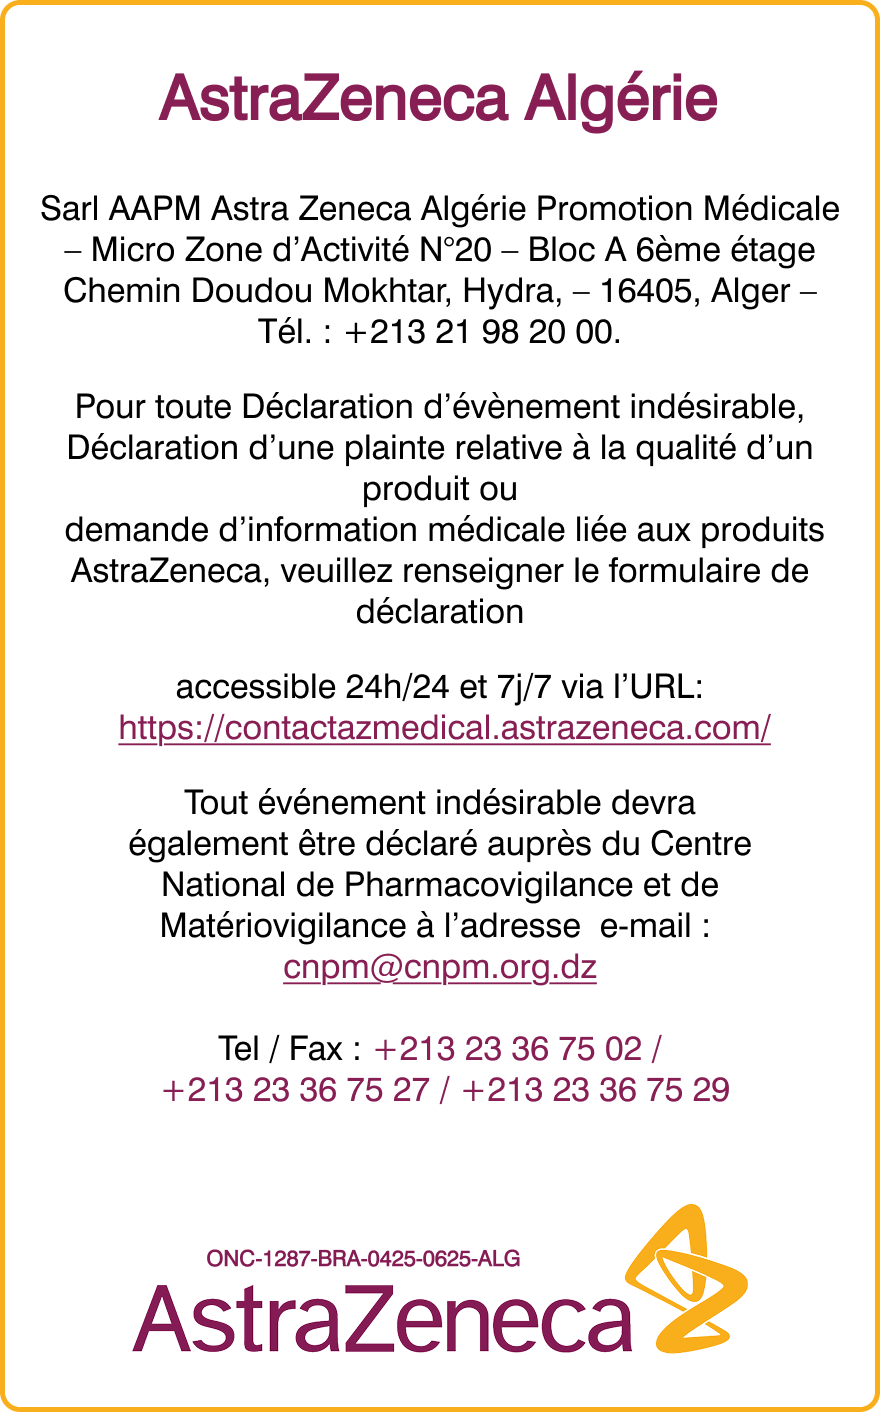 AstraZeneca Algérie
Sarl AAPM Astra Zeneca Algérie Promotion Médicale
– Micro Zone d’Activité N°20 – Bloc A 6ème étage
Chemin Doudou Mokhtar, Hydra, – 16405, Alger –
Tél. : +213 21 98 20 00.
Pour toute Déclaration d’évènement indésirable,
Déclaration d’une plainte relative à la qualité d’un
produit ou
demande d’information médicale liée aux produits
AstraZeneca, veuillez renseigner le formulaire de
déclaration
accessible 24h/24 et 7j/7 via l’URL:
https://contactazmedical.astrazeneca.com/
Tout événement indésirable devra
également être déclaré auprès du Centre
National de Pharmacovigilance et de
Matériovigilance à l’adresse  e-mail :
cnpm@cnpm.org.dz
Tel / Fax : +213 23 36 75 02 /
+213 23 36 75 27 / +213 23 36 75 29
ONC-1287-BRA-0425-0625-ALG
AstraZeneca